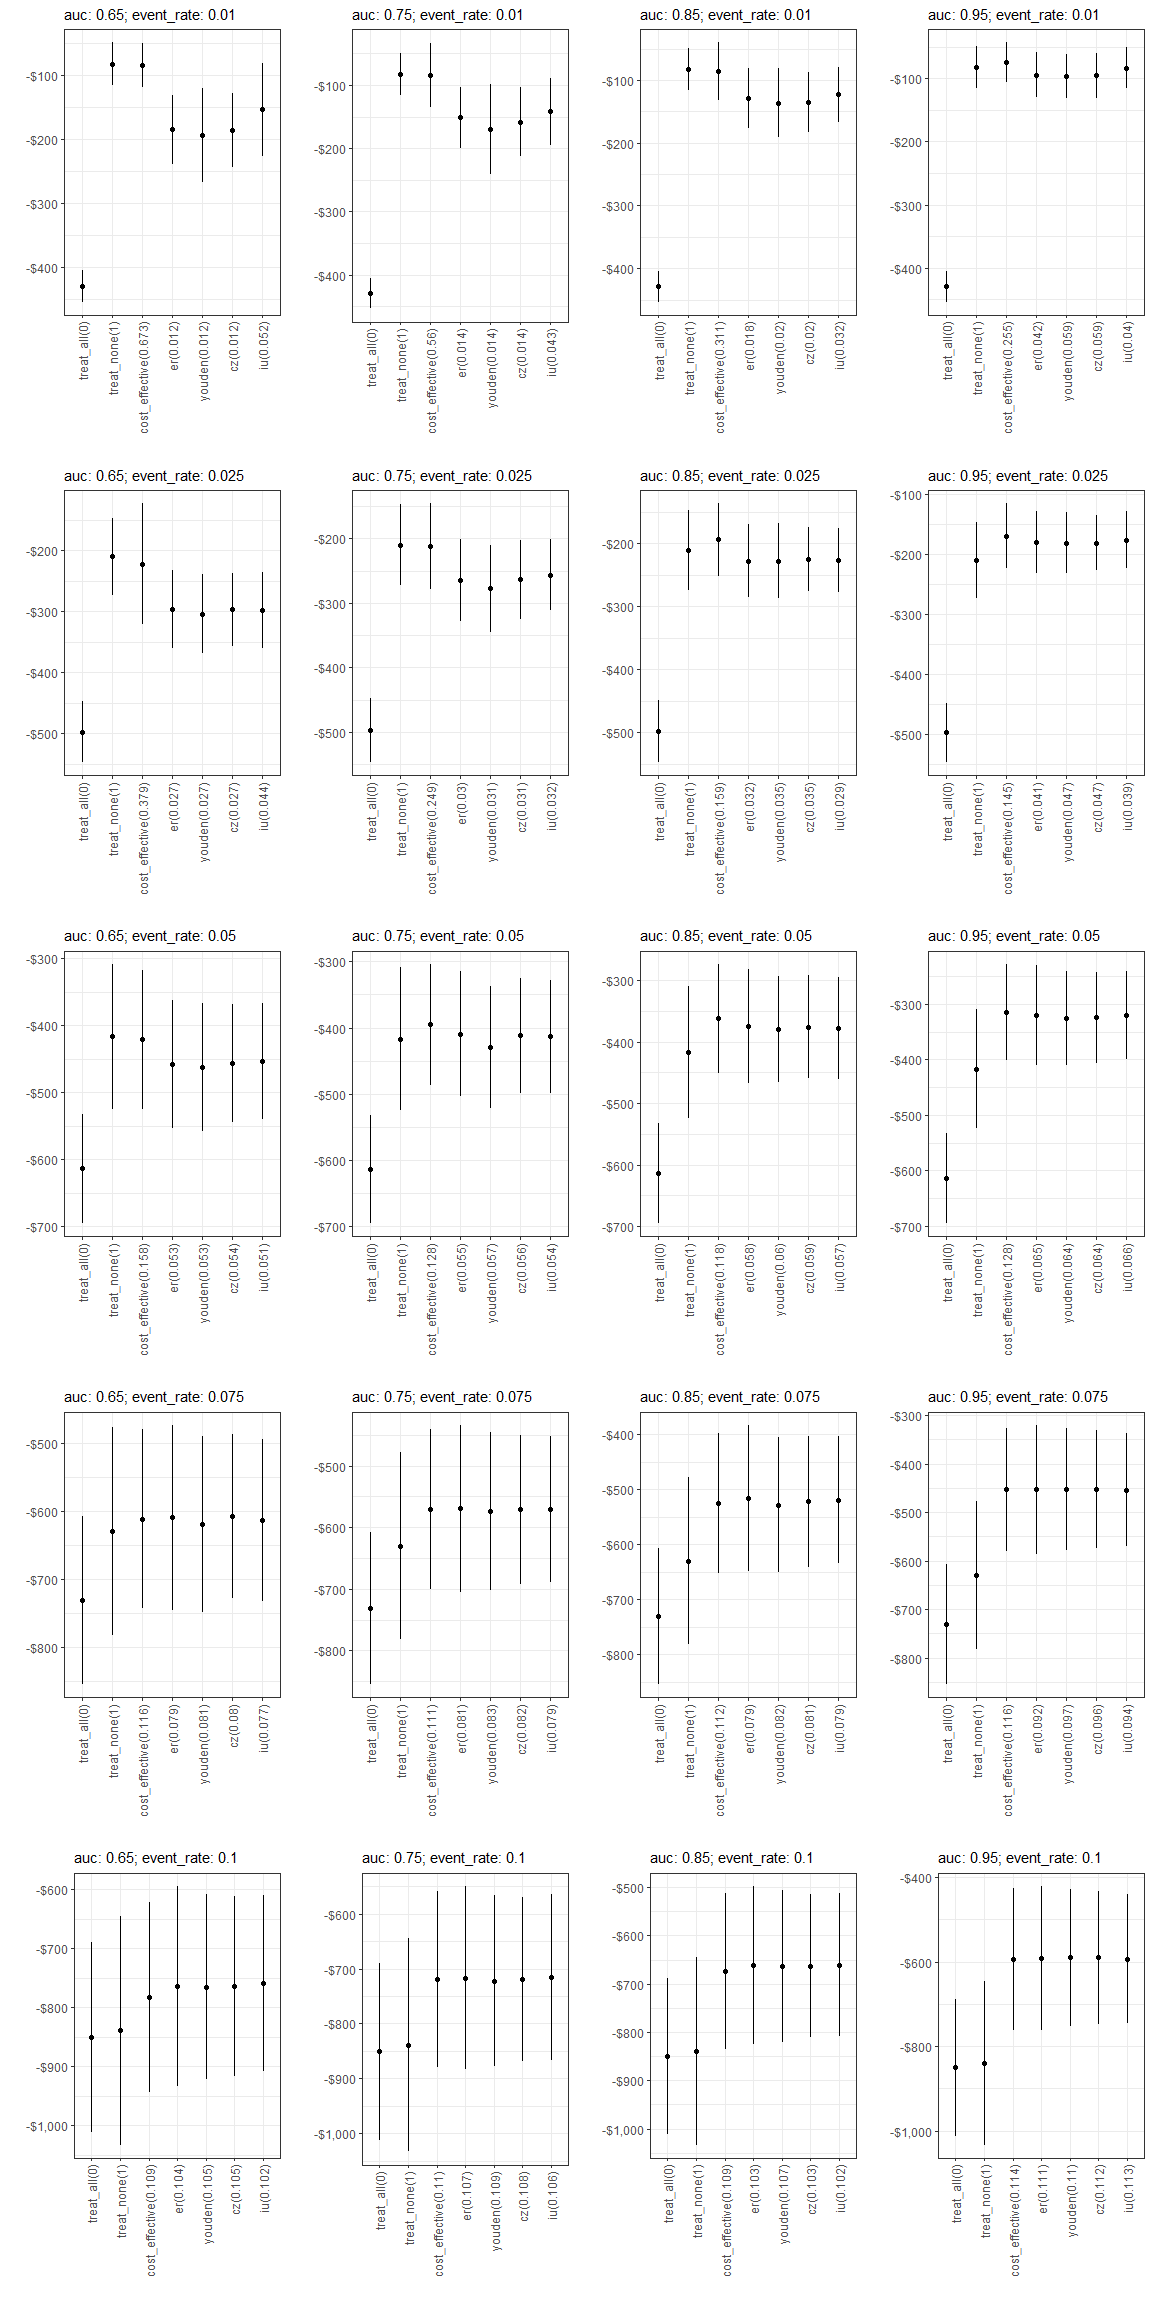 auc: 0.65; event_rate: 0.01
-$100
-$200
-$300
-$400
treat_all(0)
treat_none(1)
cost_effective(0.673)
er(0.012)
youden(0.012)
cz(0.012)
iu(0.052)
auc: 0.75; event_rate: 0.01
-$100
-$200
-$300
-$400
treat_all(0)
treat_none(1)
cost_effective(0.56)
er(0.014)
youden(0.014)
cz(0.014)
iu(0.043)
auc: 0.85; event_rate: 0.01
-$100
-$200
-$300
-$400
treat_all(0)
treat_none(1)
cost_effective(0.311)
er(0.018)
youden(0.02)
cz(0.02)
iu(0.032)
auc: 0.95; event_rate: 0.01
-$100
-$200
-$300
-$400
treat_all(0)
treat_none(1)
cost_effective(0.255)
er(0.042)
youden(0.059)
cz(0.059)
iu(0.04)
auc: 0.65; event_rate: 0.025
-$200
-$300
-$400
-$500
treat_all(0)
treat_none(1)
cost_effective(0.379)
er(0.027)
youden(0.027)
cz(0.027)
iu(0.044)
auc: 0.75; event_rate: 0.025
-$200
-$300
-$400
-$500
treat_all(0)
treat_none(1)
cost_effective(0.249)
er(0.03)
youden(0.031)
cz(0.031)
iu(0.032)
auc: 0.85; event_rate: 0.025
-$200
-$300
-$400
-$500
treat_all(0)
treat_none(1)
cost_effective(0.159)
er(0.032)
youden(0.035)
cz(0.035)
iu(0.029)
auc: 0.95; event_rate: 0.025
-$100
-$200
-$300
-$400
-$500
treat_all(0)
treat_none(1)
cost_effective(0.145)
er(0.041)
youden(0.047)
cz(0.047)
iu(0.039)
auc: 0.65; event_rate: 0.05
-$300
-$400
-$500
-$600
-$700
treat_all(0)
treat_none(1)
cost_effective(0.158)
er(0.053)
youden(0.053)
cz(0.054)
iu(0.051)
auc: 0.75; event_rate: 0.05
-$300
-$400
-$500
-$600
-$700
treat_all(0)
treat_none(1)
cost_effective(0.128)
er(0.055)
youden(0.057)
cz(0.056)
iu(0.054)
auc: 0.85; event_rate: 0.05
-$300
-$400
-$500
-$600
-$700
treat_all(0)
treat_none(1)
cost_effective(0.118)
er(0.058)
youden(0.06)
cz(0.059)
iu(0.057)
auc: 0.95; event_rate: 0.05
-$300
-$400
-$500
-$600
-$700
treat_all(0)
treat_none(1)
cost_effective(0.128)
er(0.065)
youden(0.064)
cz(0.064)
iu(0.066)
auc: 0.65; event_rate: 0.075
-$500
-$600
-$700
-$800
treat_all(0)
treat_none(1)
cost_effective(0.116)
er(0.079)
youden(0.081)
cz(0.08)
iu(0.077)
auc: 0.75; event_rate: 0.075
-$500
-$600
-$700
-$800
treat_all(0)
treat_none(1)
cost_effective(0.111)
er(0.081)
youden(0.083)
cz(0.082)
iu(0.079)
auc: 0.85; event_rate: 0.075
-$400
-$500
-$600
-$700
-$800
treat_all(0)
treat_none(1)
cost_effective(0.112)
er(0.079)
youden(0.082)
cz(0.081)
iu(0.079)
auc: 0.95; event_rate: 0.075
-$300
-$400
-$500
-$600
-$700
-$800
treat_all(0)
treat_none(1)
cost_effective(0.116)
er(0.092)
youden(0.097)
cz(0.096)
iu(0.094)
auc: 0.65; event_rate: 0.1
-$600
-$700
-$800
-$900
-$1,000
treat_all(0)
treat_none(1)
cost_effective(0.109)
er(0.104)
youden(0.105)
cz(0.105)
iu(0.102)
auc: 0.75; event_rate: 0.1
-$600
-$700
-$800
-$900
-$1,000
treat_all(0)
treat_none(1)
cost_effective(0.11)
er(0.107)
youden(0.109)
cz(0.108)
iu(0.106)
auc: 0.85; event_rate: 0.1
-$500
-$600
-$700
-$800
-$900
-$1,000
treat_all(0)
treat_none(1)
cost_effective(0.109)
er(0.103)
youden(0.107)
cz(0.103)
iu(0.102)
auc: 0.95; event_rate: 0.1
-$400
-$600
-$800
-$1,000
treat_all(0)
treat_none(1)
cost_effective(0.114)
er(0.111)
youden(0.11)
cz(0.112)
iu(0.113)